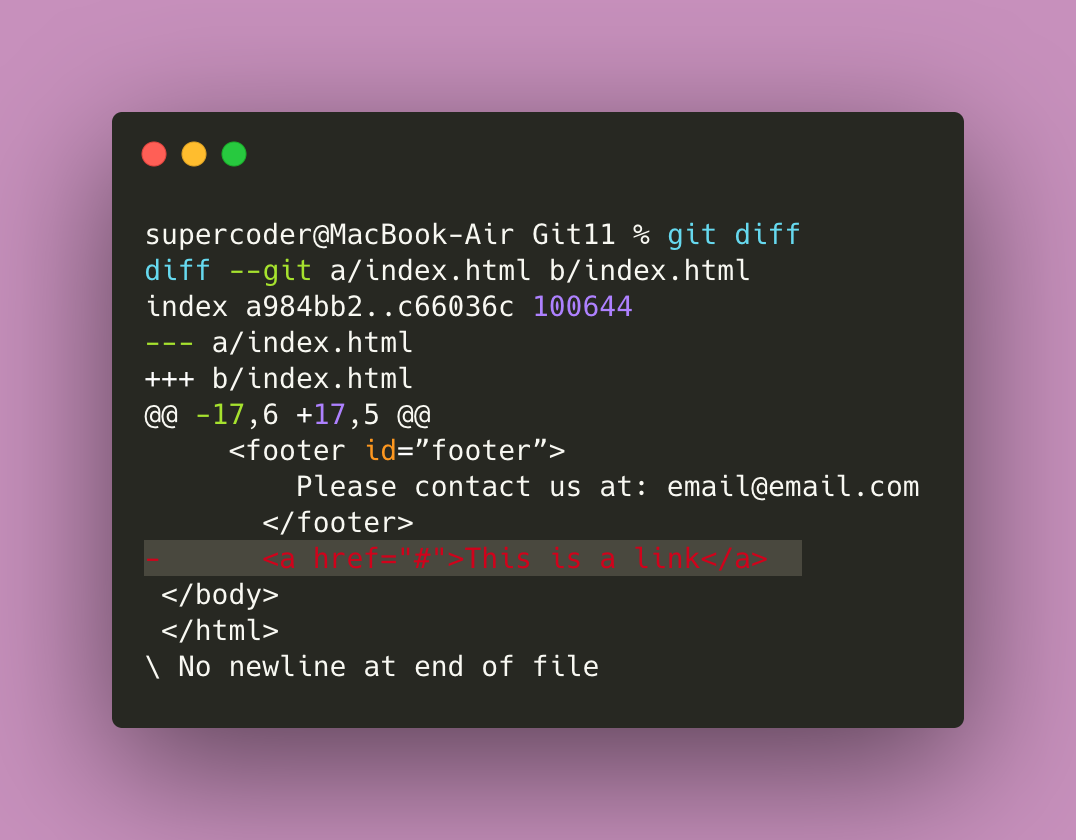 supercoder@MacBook-Air Git11 % git diff
diff --git a/index.html b/index.html
index a984bb2..c66036c 100644
--- a/index.html
+++ b/index.html
@@ -17,6 +17,5 @@
     <footer id=”footer”>
         Please contact us at: email@email.com
       </footer>
-      <a href="#">This is a link</a>
 </body>
 </html>
\ No newline at end of file